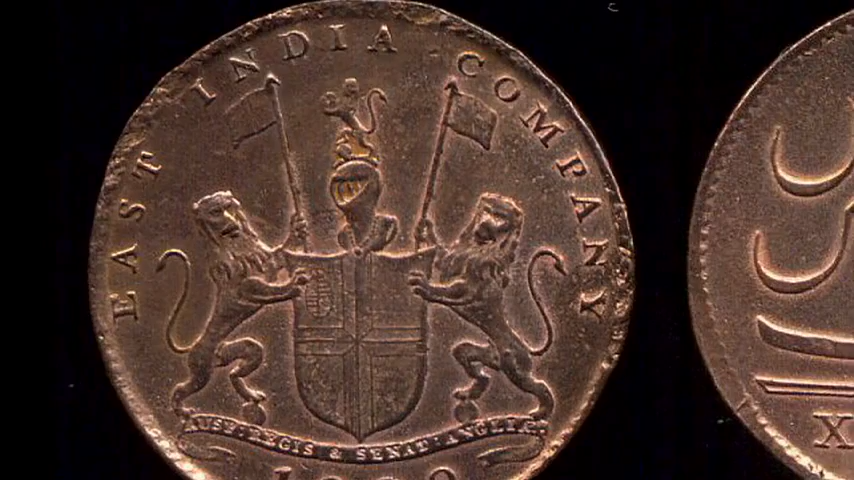 EAST INDIA COMPANY
AUSP: REGIS & SENAT: ANGLIÆ
X